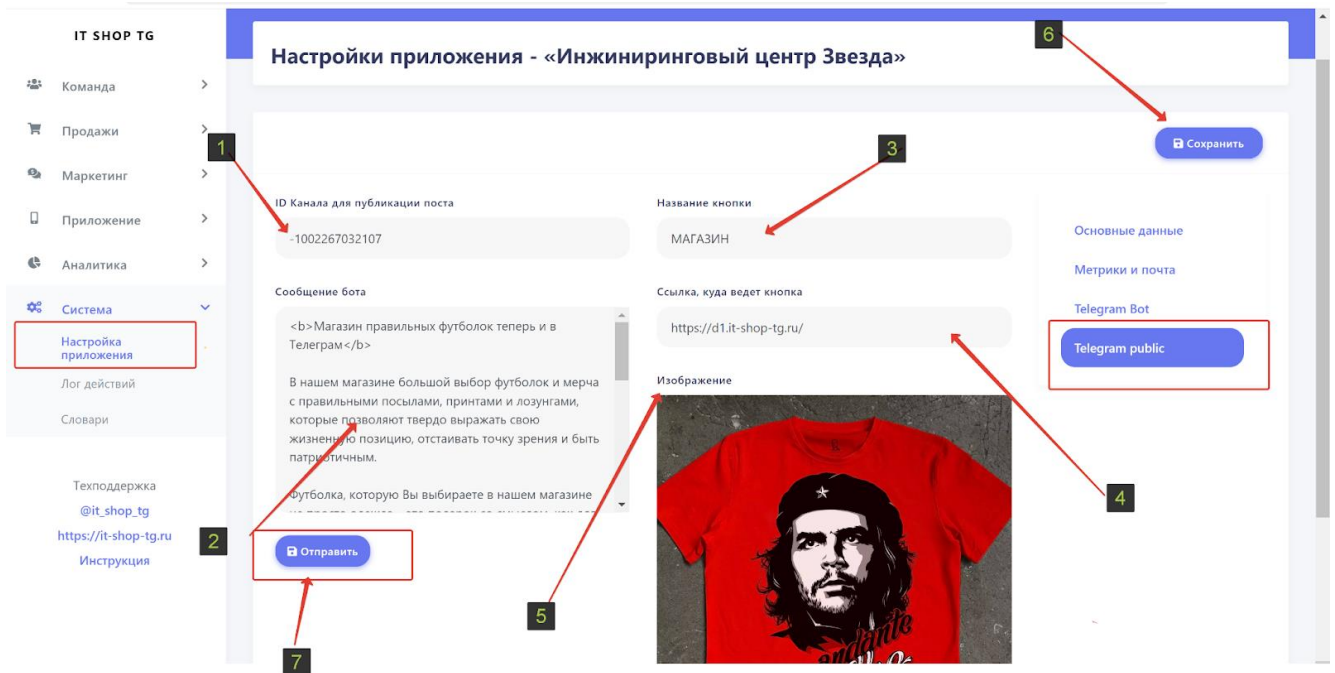 IT SHOP TG
Команда
Продажи
Маркетинг
Приложение
Аналитика
Система
Настройка
приложения
Лог действий
Словари
Техподдержка
@it_shop_tg
https://it-shop-tg.ru
Инструкция
Настройки приложения - «Инжиниринговый центр Звезда»
6
Сохранить
1
3
ID Канала для публикации поста
-1002267032107
Название кнопки
МАГАЗИН
Сообщение бота
<b>Магазин правильных футболок теперь и в
Телеграм</b>
В нашем магазине большой выбор футболок и мерча
с правильными посылами, принтами и лозунгами,
которые позволяют твердо выражать свою
жизненную позицию, отстаивать точку зрения и быть
патриотичным.
Футболка, которую Вы выбираете в нашем магазине
Ссылка, куда ведет кнопка
https://d1.it-shop-tg.ru/
Изображение
Основные данные
Метрики и почта
Telegram Bot
Telegram public
4
2
Отправить
5
7